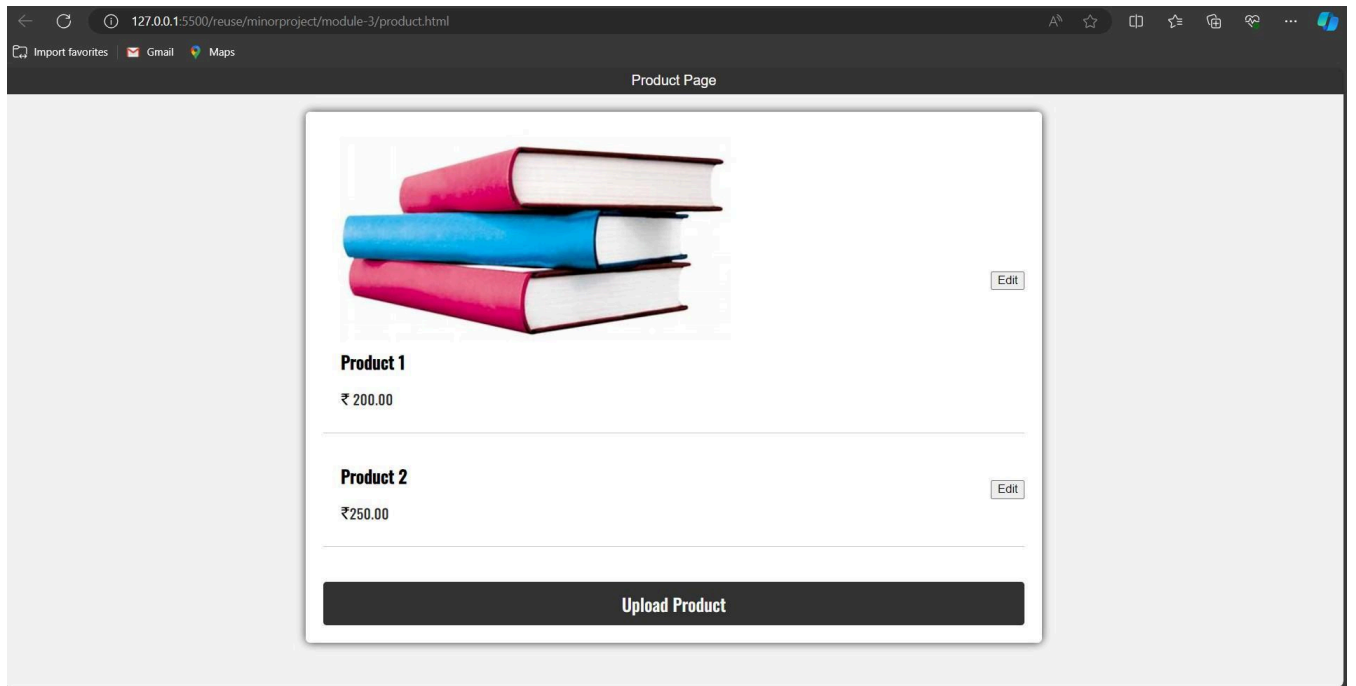 127.0.0.1:5500/reuse/minorproject/module-3/product.html
Import favorites Gmail Maps
Product Page
Edit
Product 1
₹ 200.00
Product 2
Edit
₹250.00
Upload Product